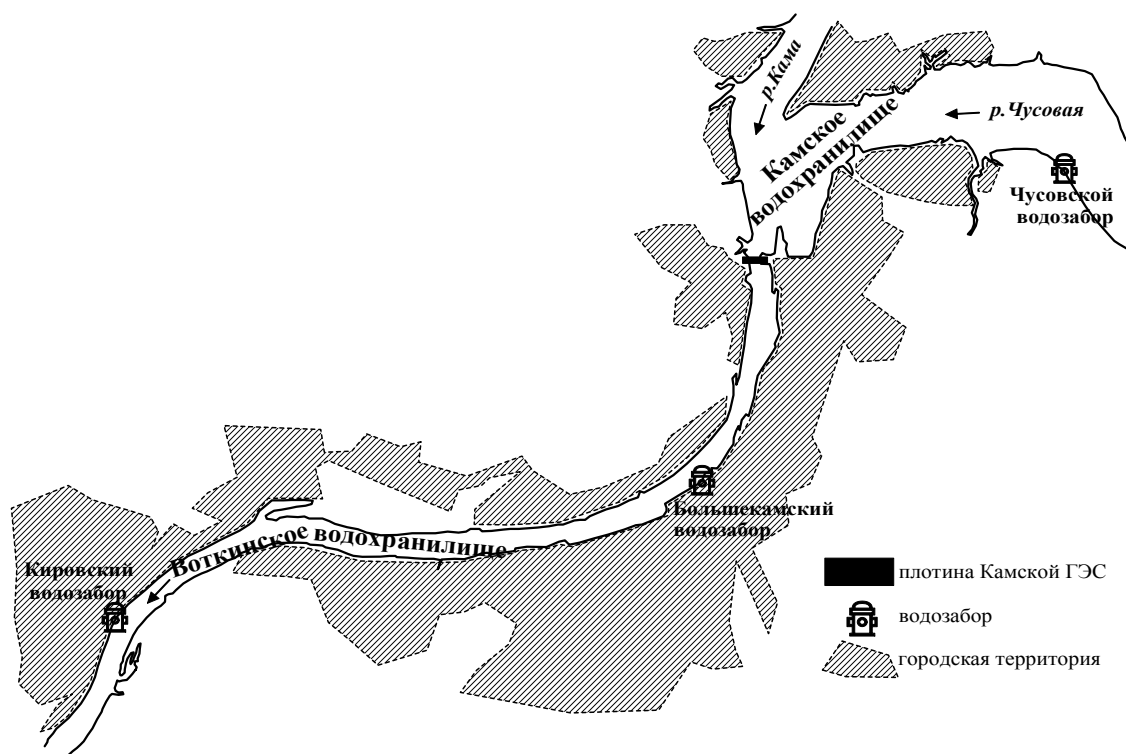 р.Кама
р.Чусовая
Камское
водохранилище
Чусовской
водозабор
Большекамский
водозабор
Воткинское водохранилище
Кировский
водозабор
плотина Камской ГЭС
водозабор
городская территория